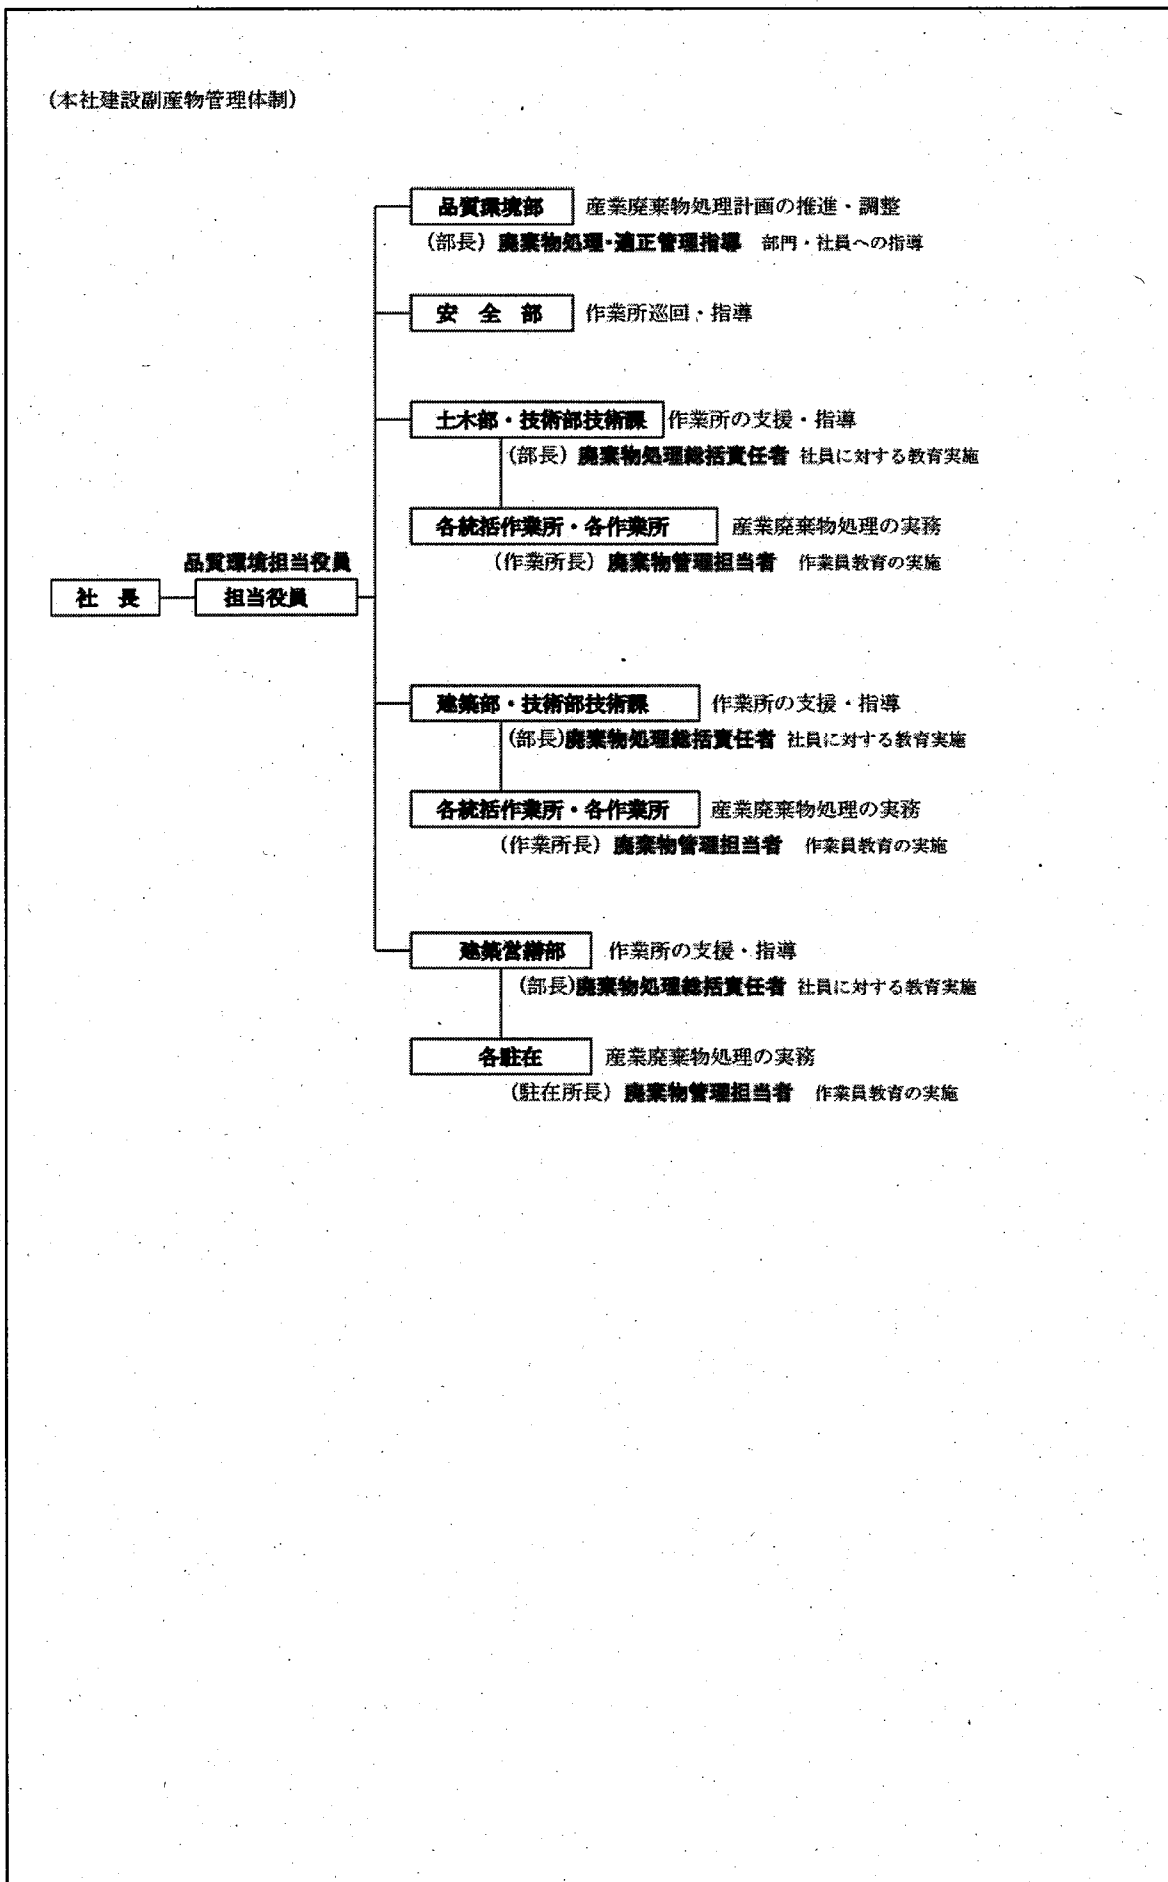 (本社建設副産物管理体制)
品質環境部 産業廃棄物処理計画の推進・調整
(部長) 廃棄物処理・適正管理指導 部門・社員への指導
安 全 部 作業所巡回・指導
土木部・技術部技術課 作業所の支援・指導
(部長) 廃棄物処理総括責任者 社員に対する教育実施
各統括作業所・各作業所 産業廃棄物処理の実務
(作業所長) 廃棄物管理担当者 作業員教育の実施
品質環境担当役員
社 長 担当役員
建築部・技術部技術課 作業所の支援・指導
(部長)廃棄物処理総括責任者 社員に対する教育実施
各統括作業所・各作業所 産業廃棄物処理の実務
(作業所長) 廃棄物管理担当者 作業員教育の実施
建築営繕部 作業所の支援・指導
(部長)廃棄物処理総括責任者 社員に対する教育実施
各駐在 産業廃棄物処理の実務
(駐在所長) 廃棄物管理担当者 作業員教育の実施